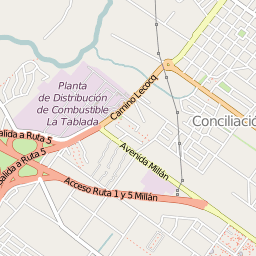 Planta
de Distribución
de Combustible
La Tablada
Camino Lecocq
Conciliació
alida a Ruta 5
Salida a Ruta 5
Avenida Millán
Acceso Ruta 1 y 5 Millán